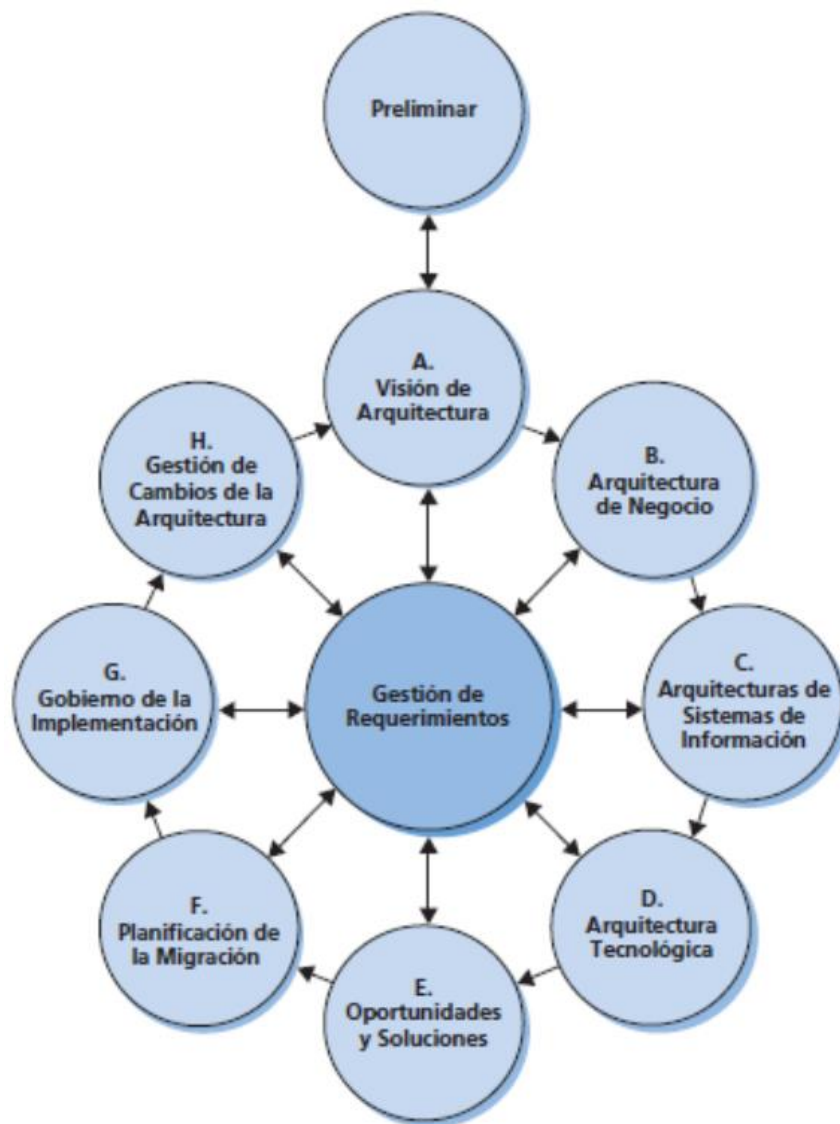 Preliminar
A.
Visión de
Arquitectura
B.
Arquitectura
de Negocio
C.
Arquitecturas de
Sistemas de
Información
D.
Arquitectura
Tecnológica
E.
Oportunidades
y Soluciones
F.
Planificación de
la Migración
G.
Gobierno de la
Implementación
H.
Gestión de
Cambios de la
Arquitectura
Gestión de
Requerimientos